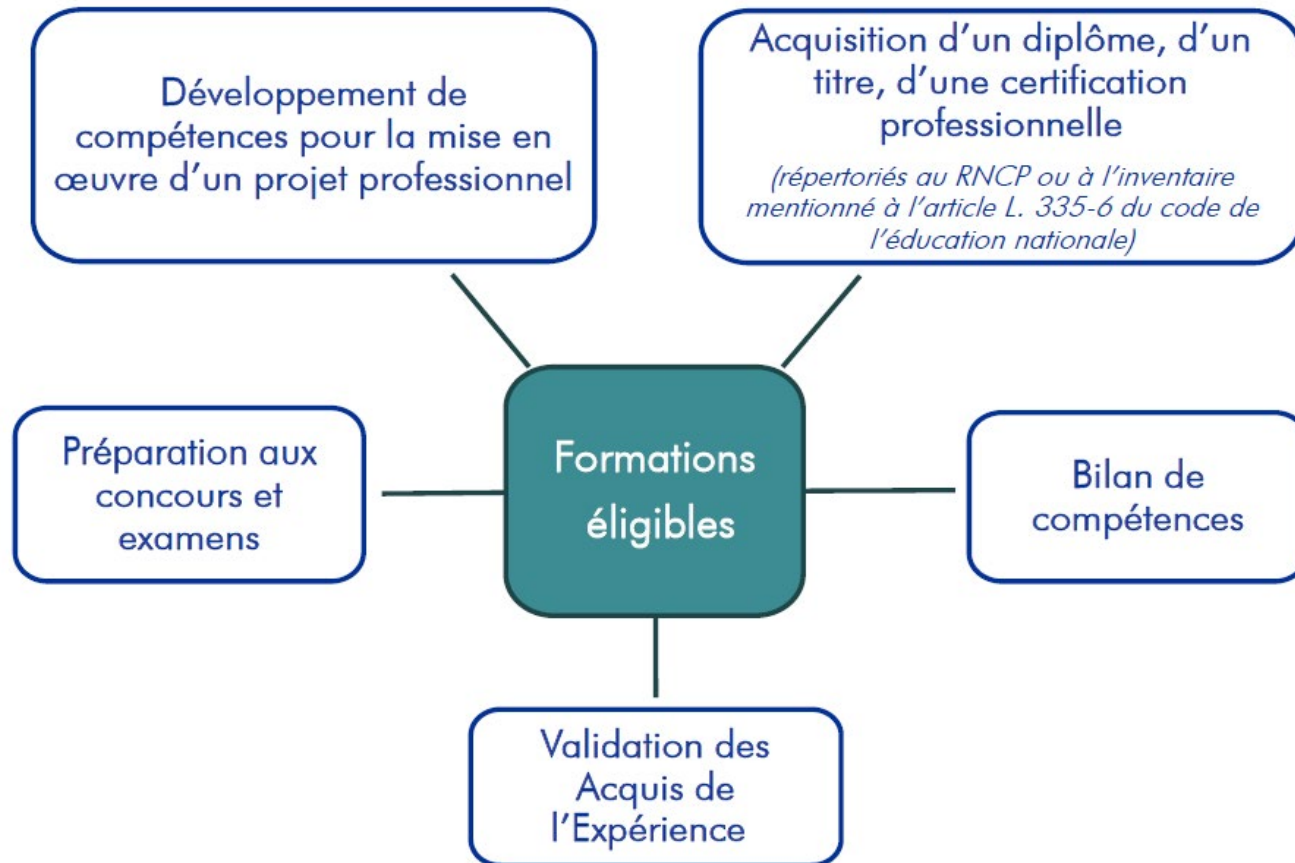 Développement de
compétences pour la mise en
œuvre d'un projet professionnel
Acquisition d'un diplôme, d'un
titre, d'une certification
professionnelle
(répertoriés au RNCP ou à l'inventaire
mentionné à l'article L. 335-6 du code de
l'éducation nationale)
Préparation aux
concours et
examens
Formations
éligibles
Bilan de
compétences
Validation des
Acquis de
l'Expérience